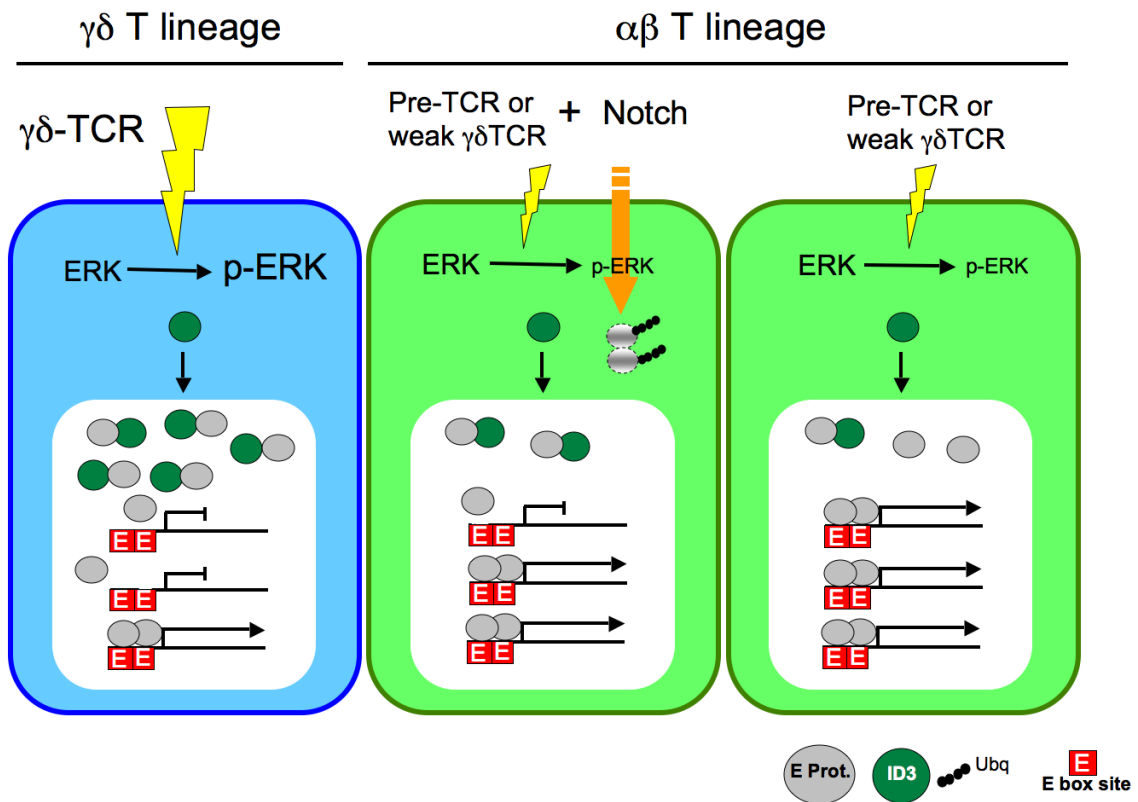 γδ T lineage
αβ T lineage
γδ-TCR
Pre-TCR or
weak γδTCR
+ Notch
Pre-TCR or
weak γδTCR
ERK
p-ERK
ERK
p-ERK
ERK
p-ERK
E E
E E
E E
E E
E E
E E
E E
E E
E E
E Prot.
ID3
Ubq
E
E box site